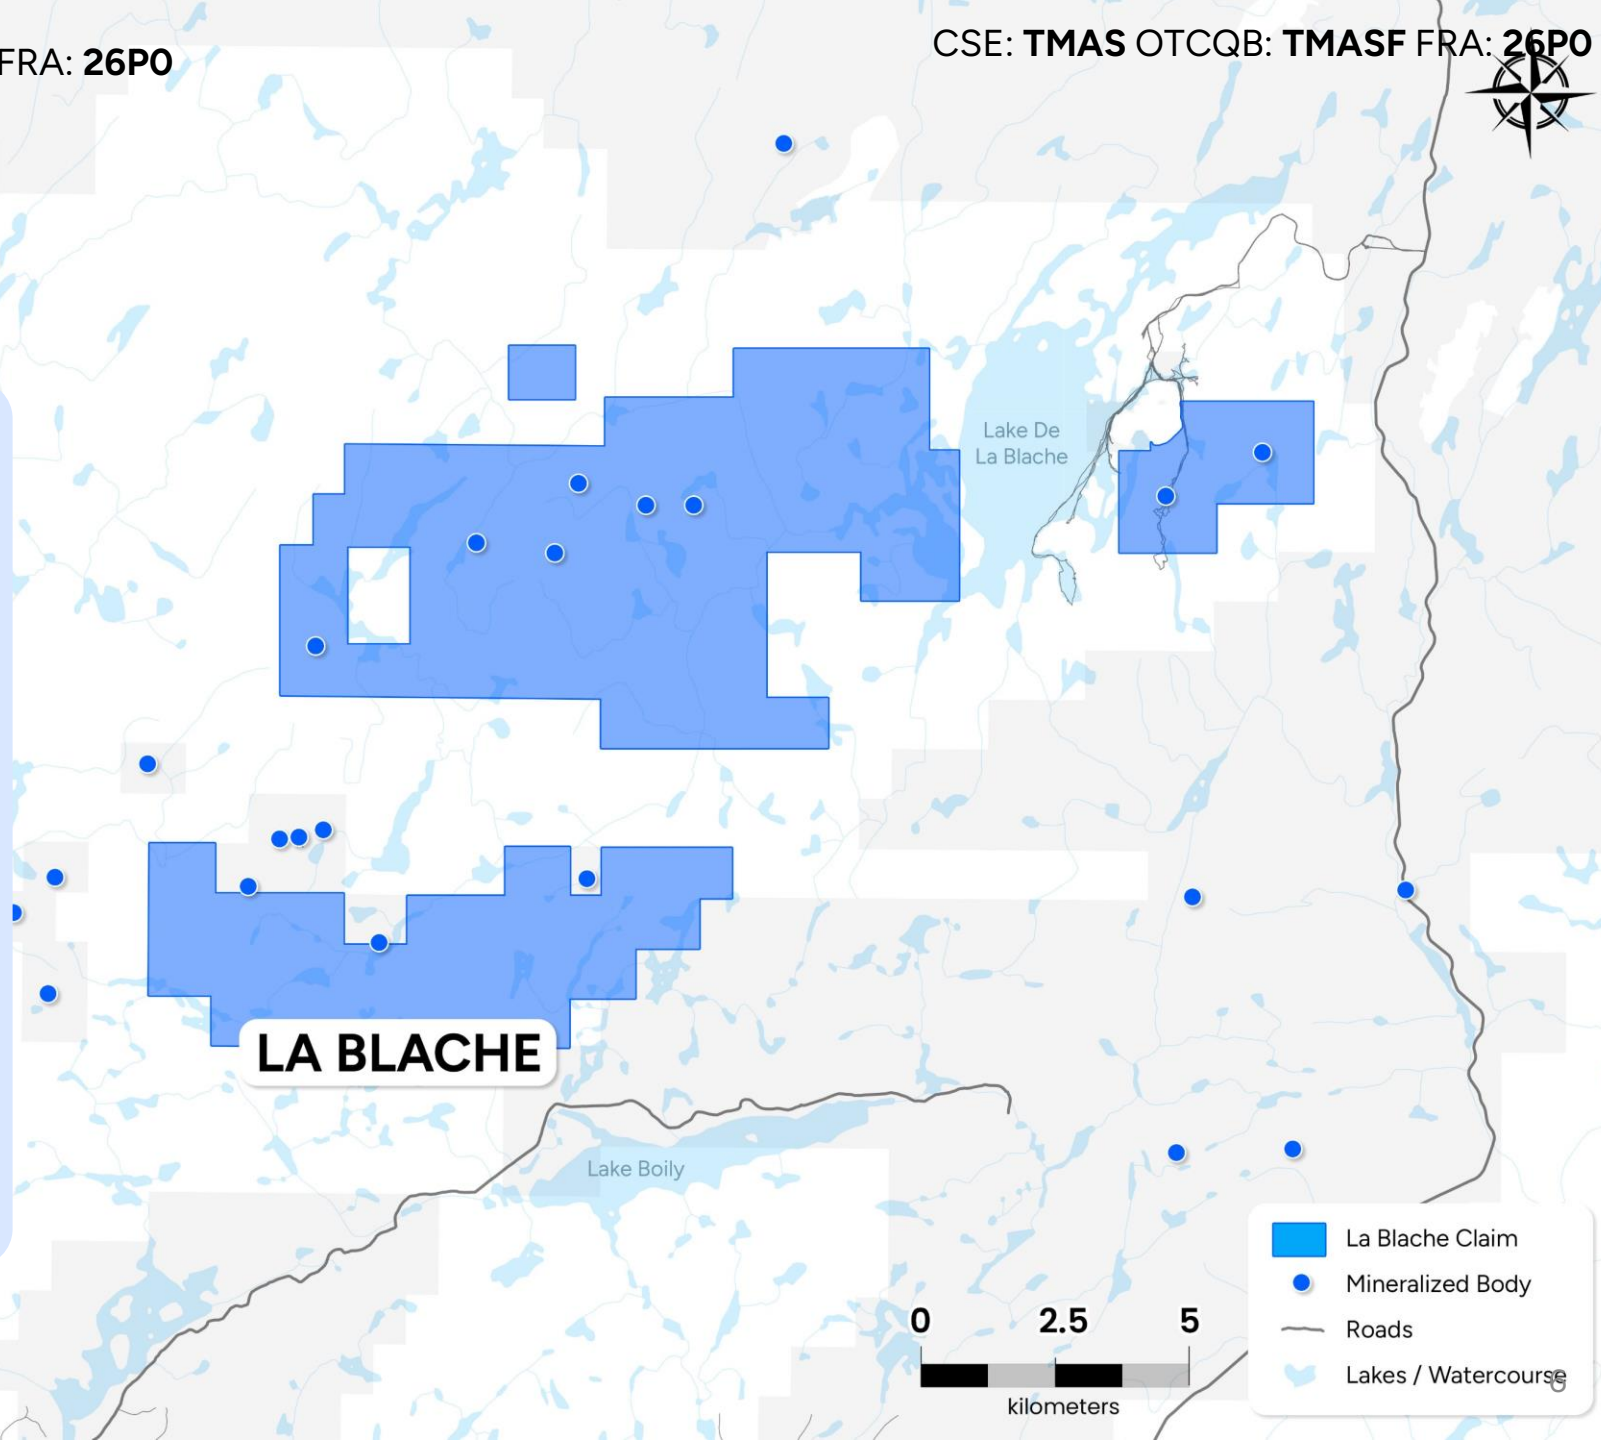 FRA: 26P0
CSE: TMAS OTCQB: TMASF FRA: 26P0
Lake De
La Blache
LA BLACHE
Lake Boily
La Blache Claim
Mineralized Body
Roads
Lakes / Watercourse
6
0 2.5 5
kilometers